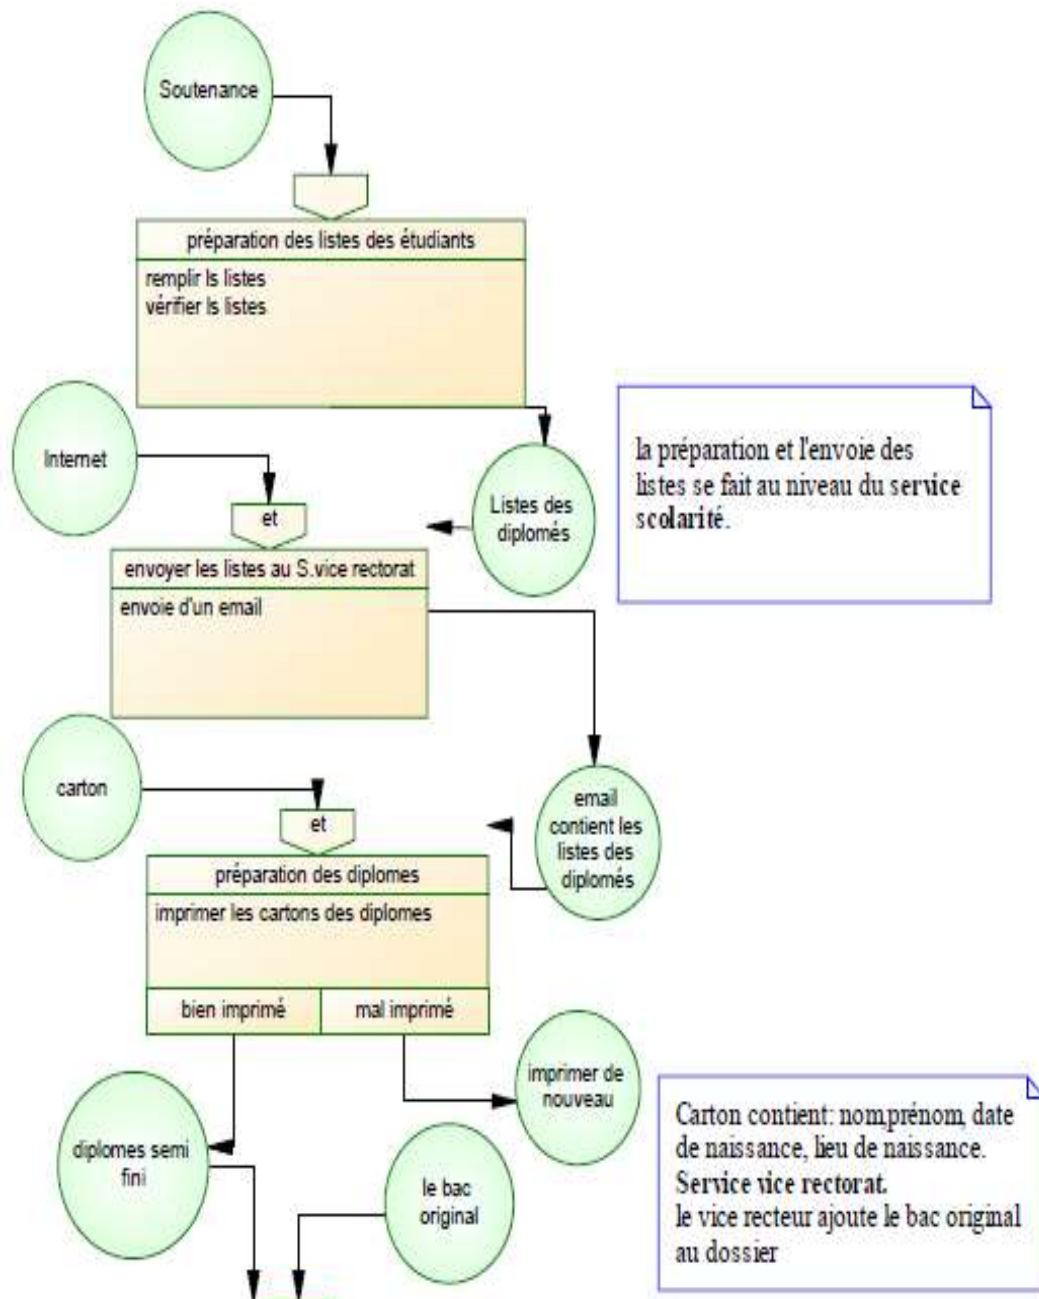 Soutenance
préparation des listes des étudiants
remplir ls listes
vérifier ls listes
Internet
et
Listes des
diplomés
la préparation et l'envoie des
listes se fait au niveau du service
scolarité.
envoyer les listes au S.vice rectorat
envoie d'un email
carton
et
email
contient les
listes des
diplomés
préparation des diplomes
imprimer les cartons des diplomes
bien imprimé
mal imprimé
imprimer de
nouveau
diplomes semi
fini
le bac
original
Carton contient: nom,prénom, date
de naissance, lieu de naissance.
Service vice rectorat.
le vice recteur ajoute le bac original
au dossier